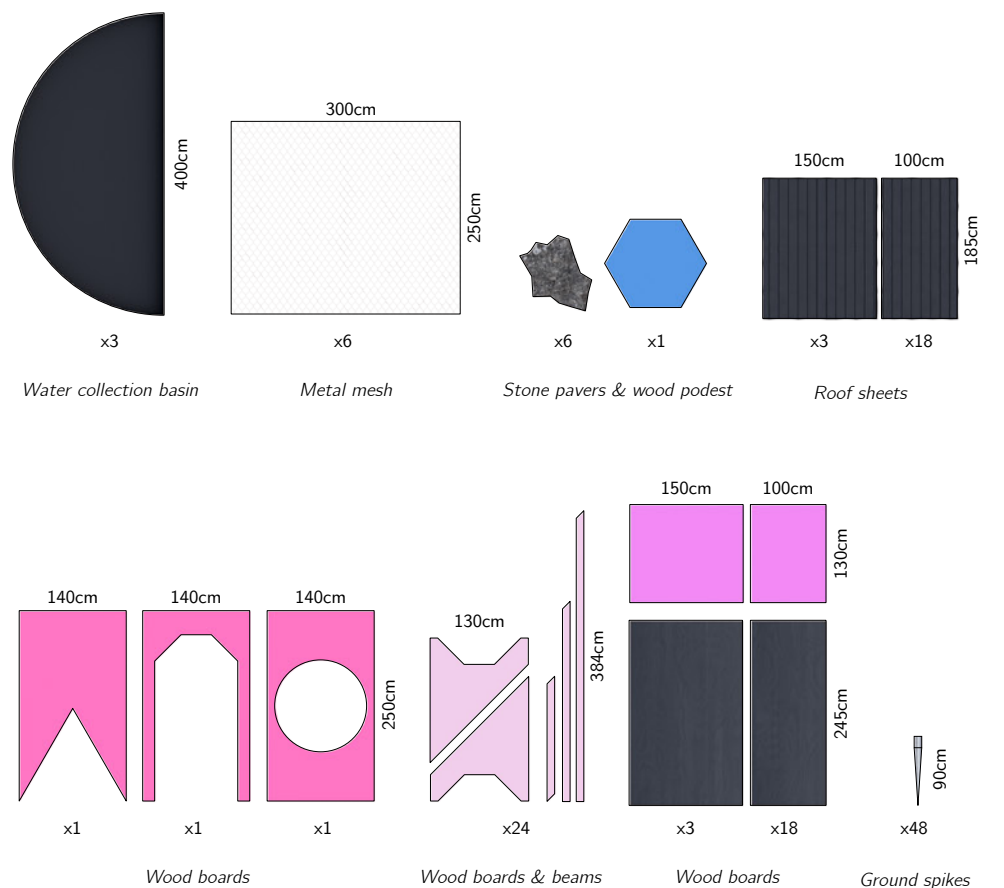 400cm
x3
Water collection basin
300cm
250cm
x6
Metal mesh
x6
x1
Stone pavers & wood podest
150cm
100cm
185cm
x3
x18
Roof sheets
140cm
140cm
140cm
250cm
x1
x1
x1
Wood boards
130cm
384cm
x24
Wood boards & beams
150cm
100cm
130cm
245cm
x3
x18
Wood boards
90cm
x48
Ground spikes